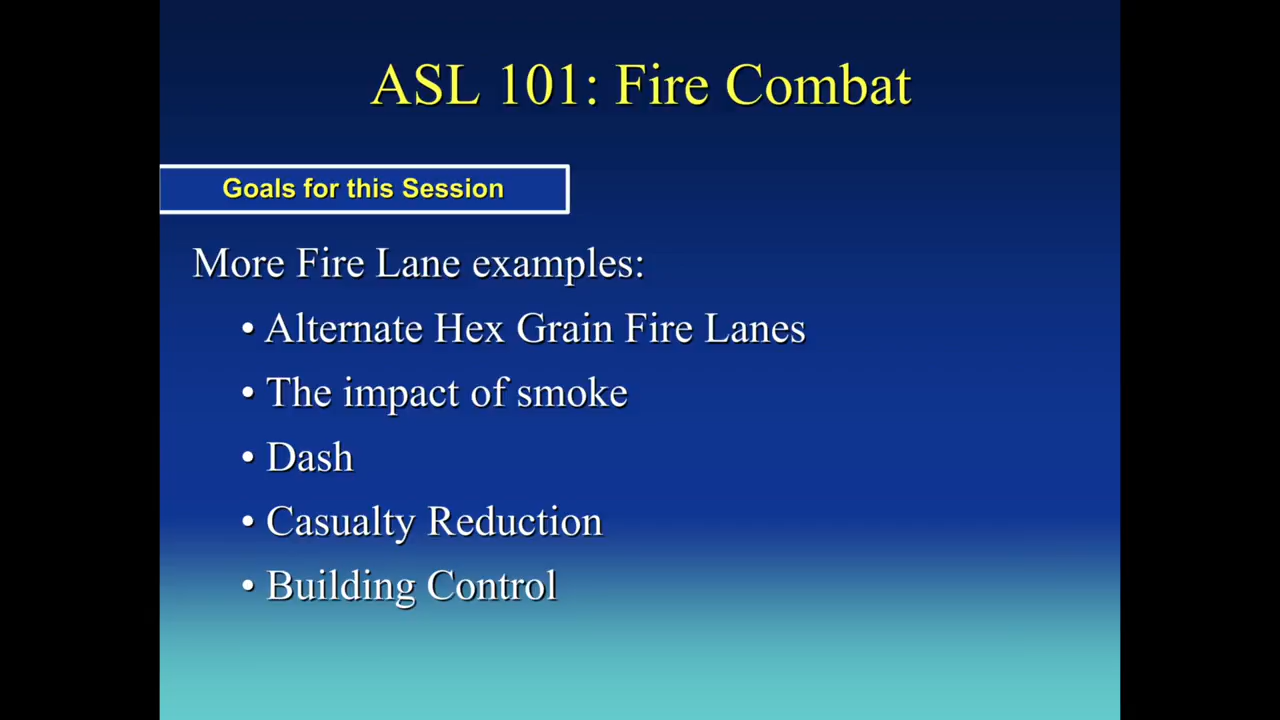 ASL 101: Fire Combat
Goals for this Session
More Fire Lane examples:
• Alternate Hex Grain Fire Lanes
• The impact of smoke
• Dash
• Casualty Reduction
• Building Control